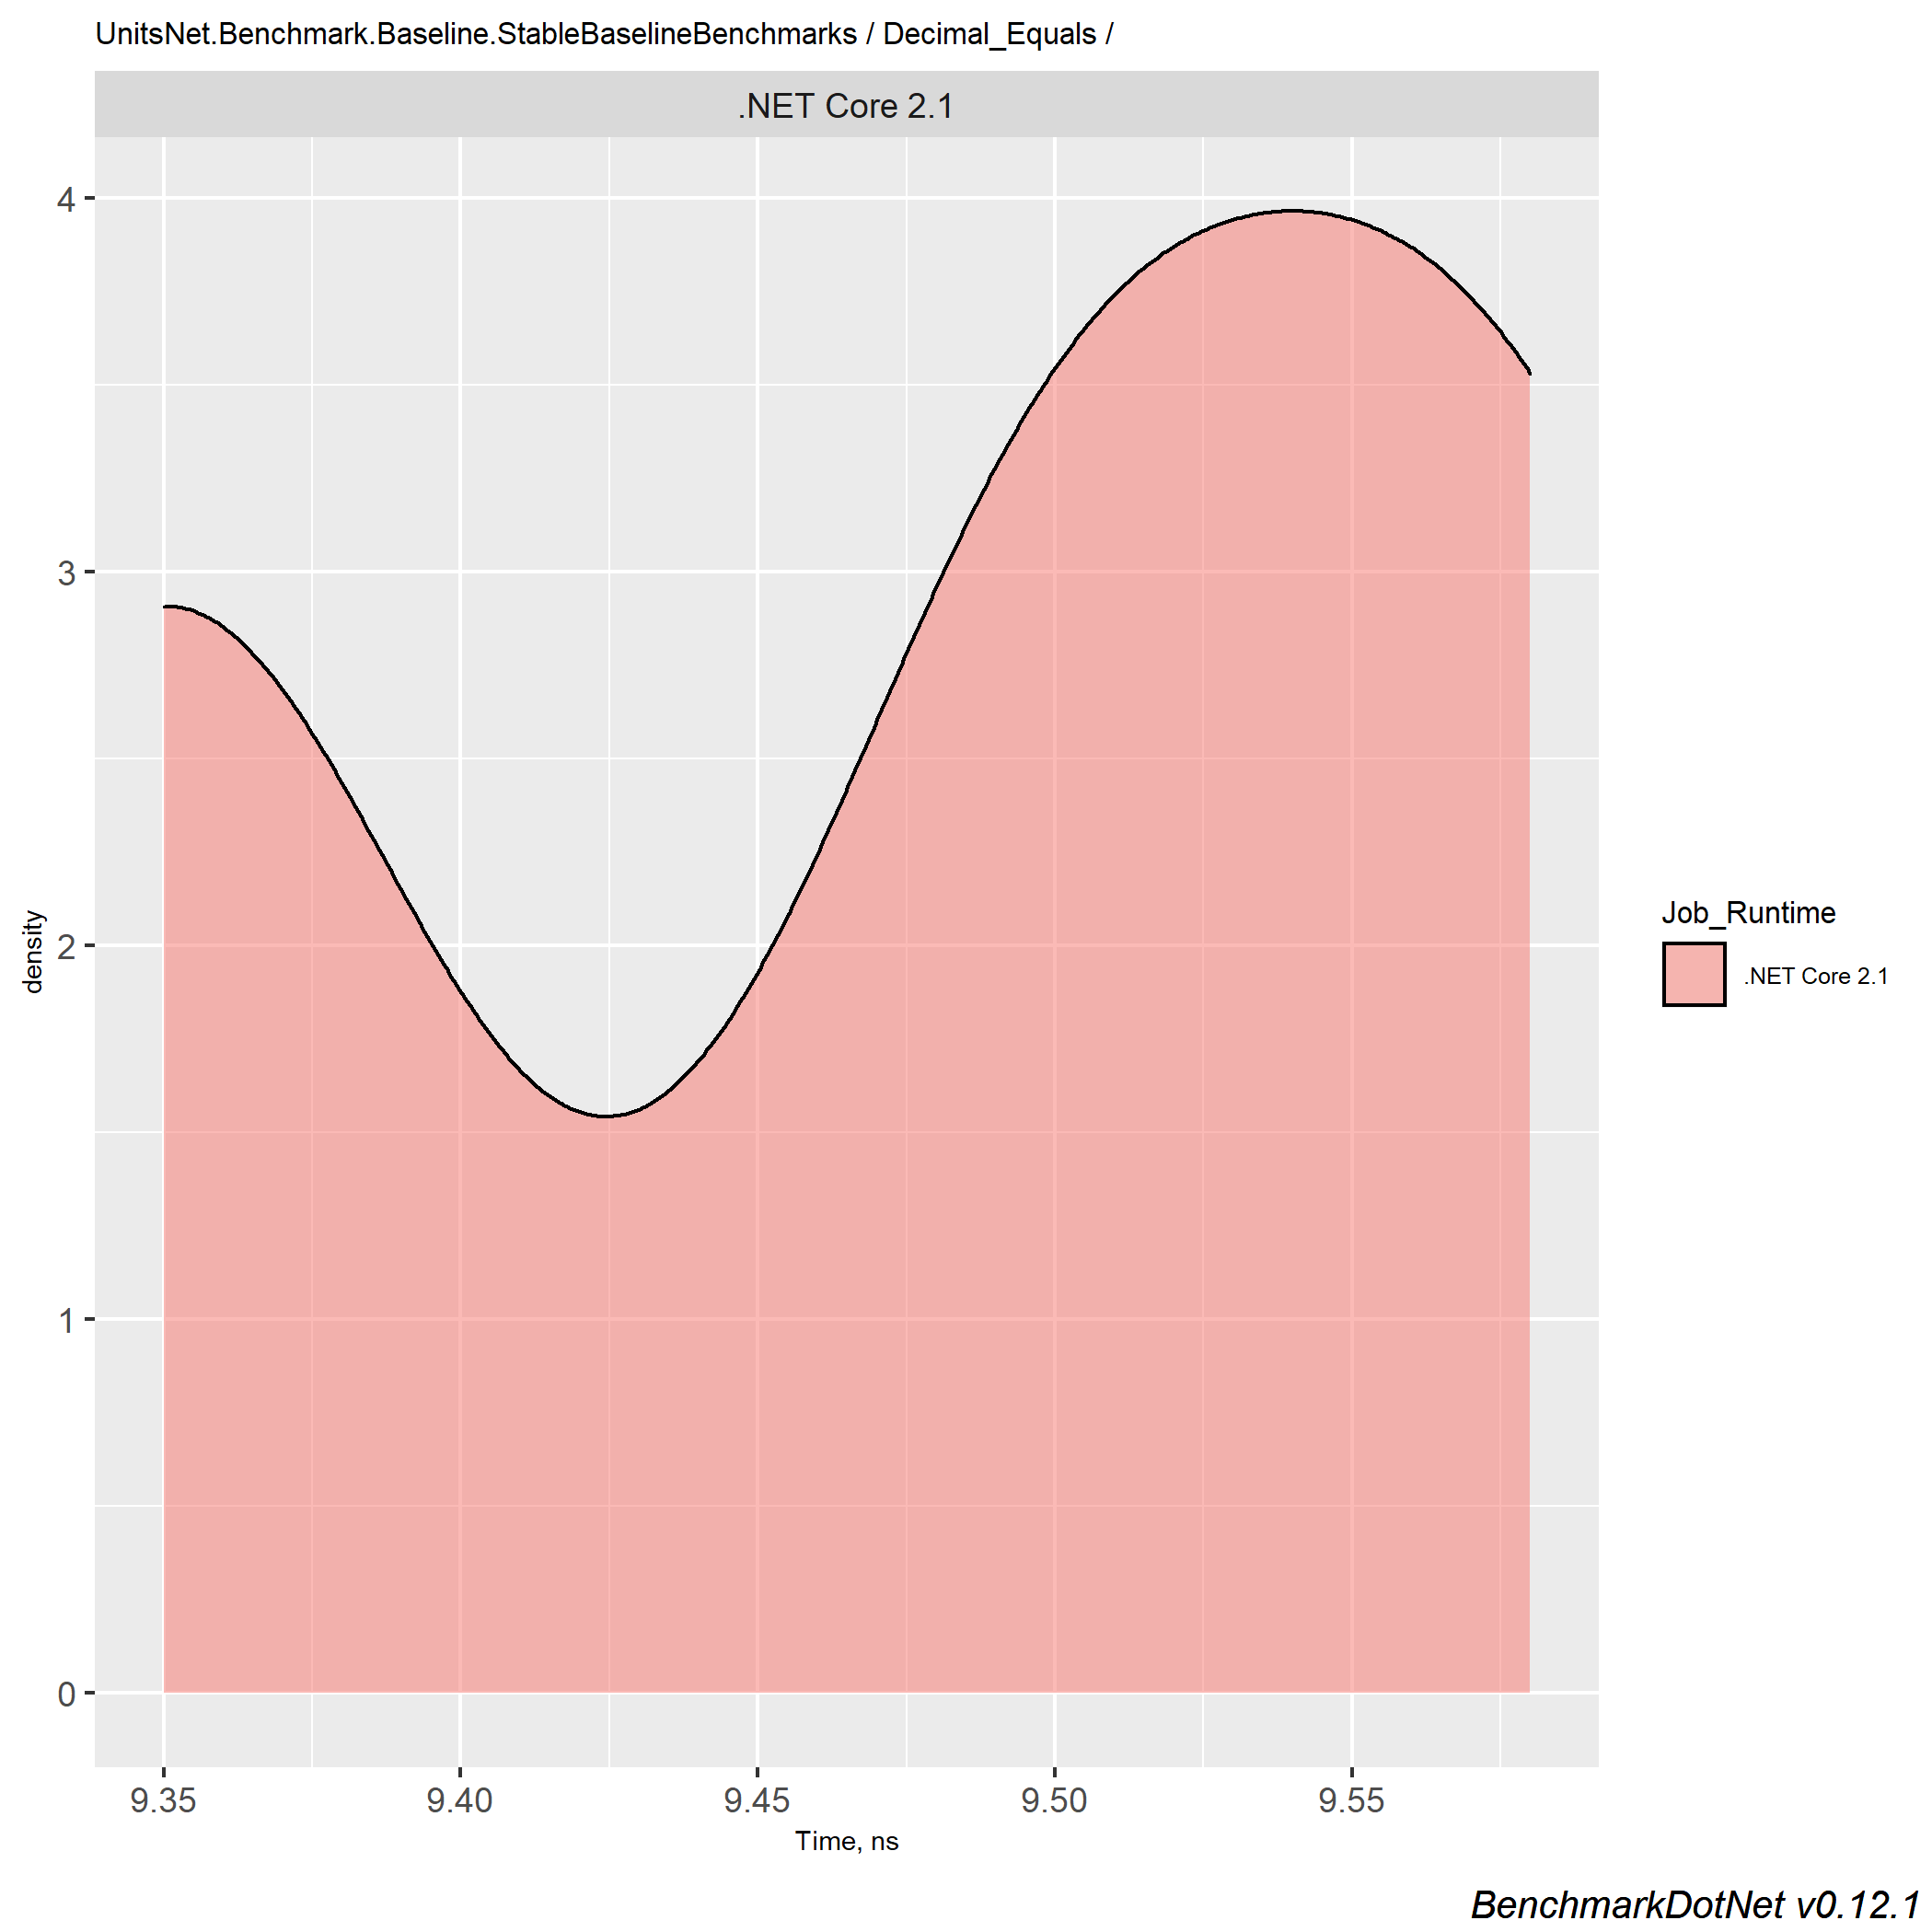 UnitsNet.Benchmark.Baseline.StableBaselineBenchmarks / Decimal_Equals /
.NET Core 2.1
4
3
2
1
0
density
9.35 9.40 9.45 9.50 9.55
Time, ns
Job_Runtime
.NET Core 2.1
BenchmarkDotNet v0.12.1